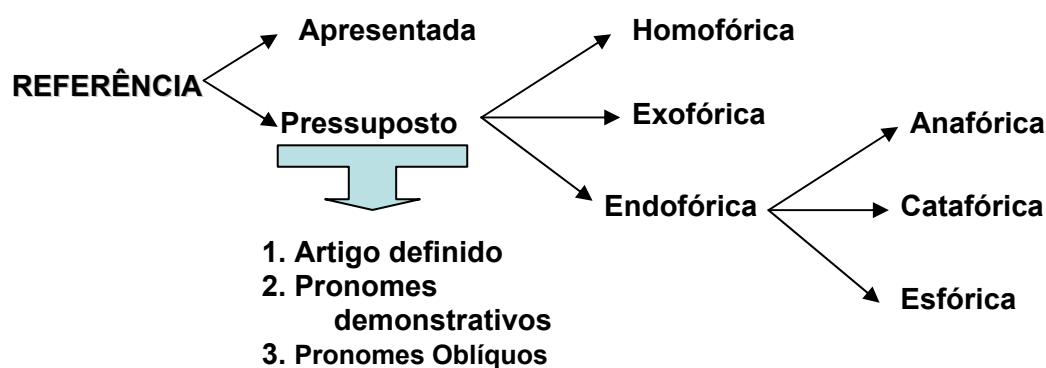 REFERÊNCIA
Apresentada
Pressuposto
1. Artigo definido
2. Pronomes
demonstrativos
3. Pronomes Oblíquos
Homofórica
Exofórica
Endofórica
Anafórica
Catafórica
Esfórica